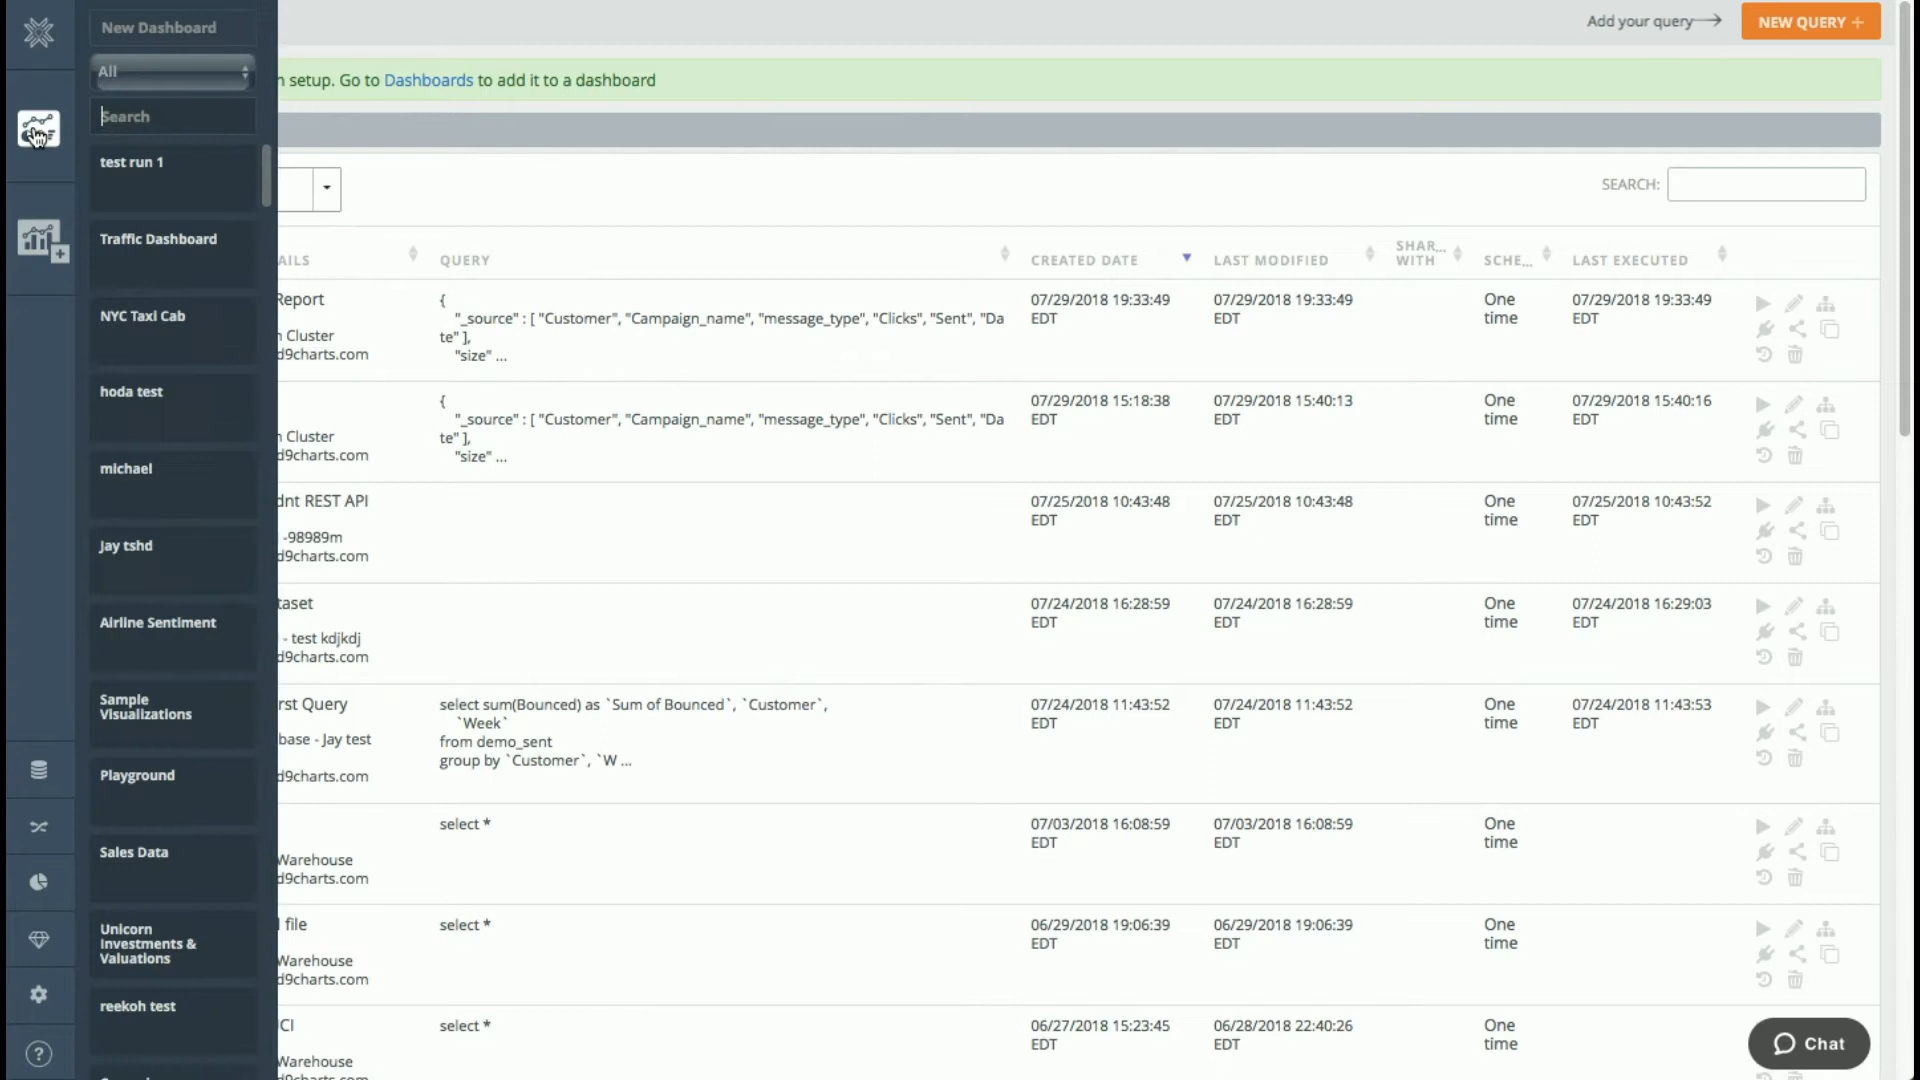 New Dashboard
All
Search
test run 1
Traffic Dashboard
NYC Taxi Cab
hoda test
michael
Jay tshd
Airline Sentiment
Sample
Visualizations
Playground
Sales Data
Unicorn
Investments &
Valuations
reekoh test
?
Add your query
NEW QUERY +
n setup. Go to Dashboards to add it to a dashboard
SEARCH:
AILS
QUERY
CREATED DATE
LAST MODIFIED
SHAR...
WITH
SCHE...
LAST EXECUTED
Report
n Cluster
d9charts.com
{
"_source" : [ "Customer", "Campaign_name", "message_type", "Clicks", "Sent", "Da
te" ],
"size" ...
07/29/2018 19:33:49
EDT
07/29/2018 19:33:49
EDT
One
time
07/29/2018 19:33:49
EDT
n Cluster
d9charts.com
{
"_source" : [ "Customer", "Campaign_name", "message_type", "Clicks", "Sent", "Da
te" ],
"size" ...
07/29/2018 15:18:38
EDT
07/29/2018 15:40:13
EDT
One
time
07/29/2018 15:40:16
EDT
dnt REST API
-98989m
d9charts.com
07/25/2018 10:43:48
EDT
07/25/2018 10:43:48
EDT
One
time
07/25/2018 10:43:52
EDT
taset
- test kdjkdj
d9charts.com
07/24/2018 16:28:59
EDT
07/24/2018 16:28:59
EDT
One
time
07/24/2018 16:29:03
EDT
rst Query
base - Jay test
d9charts.com
select sum(Bounced) as `Sum of Bounced`, `Customer`,
`Week`
from demo_sent
group by `Customer`, `W ...
07/24/2018 11:43:52
EDT
07/24/2018 11:43:52
EDT
One
time
07/24/2018 11:43:53
EDT
Warehouse
d9charts.com
select *
07/03/2018 16:08:59
EDT
07/03/2018 16:08:59
EDT
One
time
l file
Warehouse
d9charts.com
select *
06/29/2018 19:06:39
EDT
06/29/2018 19:06:39
EDT
One
time
CI
Warehouse
select *
06/27/2018 15:23:45
EDT
06/28/2018 22:40:26
EDT
One
time
Chat